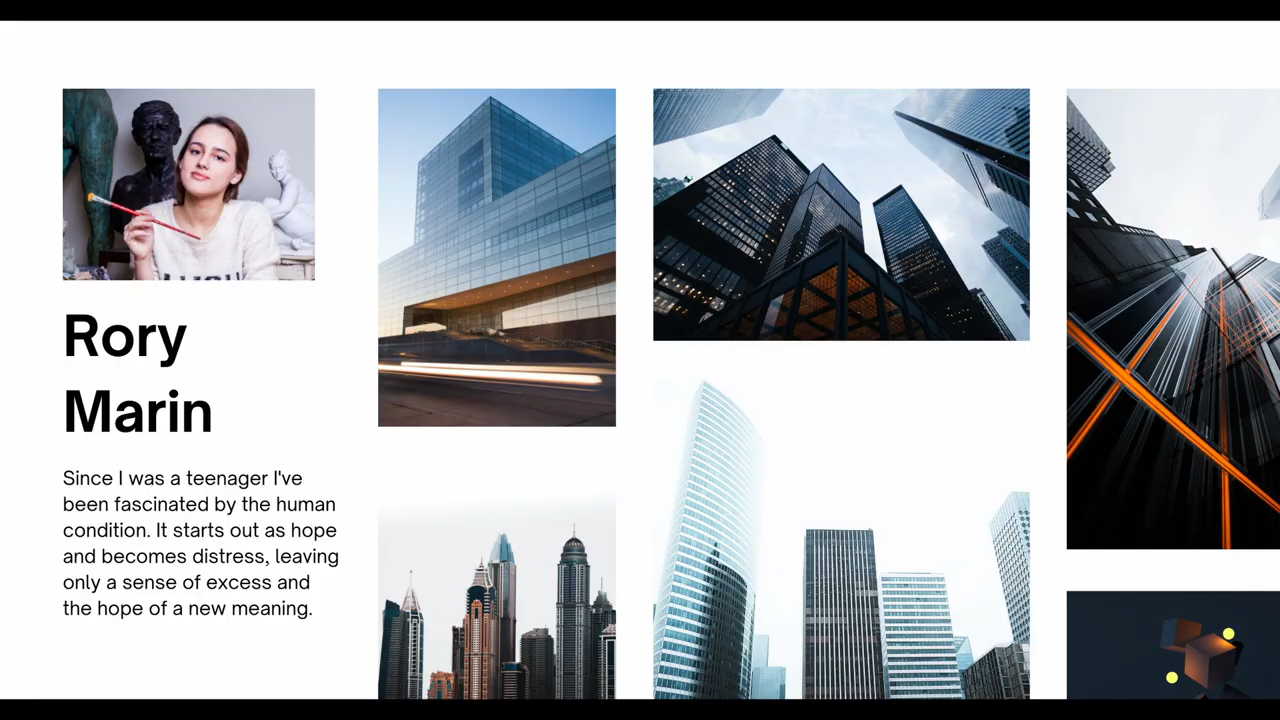 Rory
Marin
Since I was a teenager I've
been fascinated by the human
condition. It starts out as hope
and becomes distress, leaving
only a sense of excess and
the hope of a new meaning.